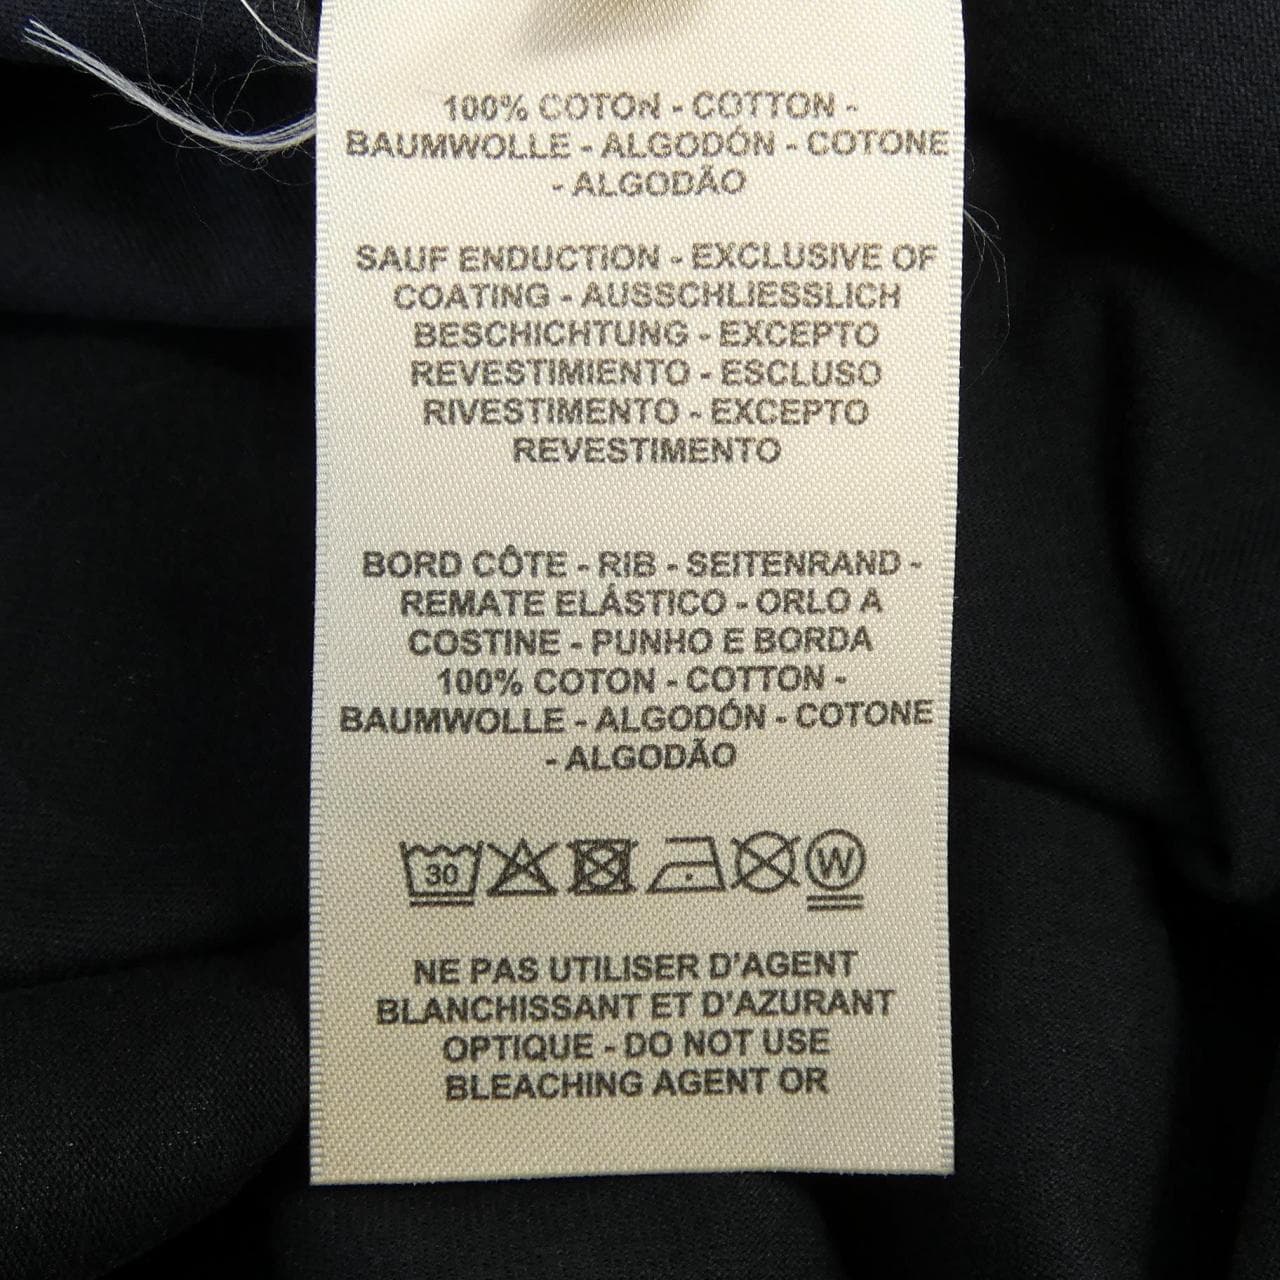 100% COTON - COTTON -
BAUMWOLLE - ALGODÓN - COTONE
- ALGODÃO
SAUF ENDUCTION - EXCLUSIVE OF
COATING - AUSSCHLIESSLICH
BESCHICHTUNG - EXCEPTO
REVESTIMIENTO - ESCLUSO
RIVESTIMENTO - EXCEPTO
REVESTIMENTO
BORD CÔTE - RIB - SEITENRAND -
REMATE ELÁSTICO - ORLO A
COSTINE - PUNHO E BORDA
100% COTON - COTTON -
BAUMWOLLE - ALGODÓN - COTONE
- ALGODÃO
30 W
NE PAS UTILISER D'AGENT
BLANCHISSANT ET D'AZURANT
OPTIQUE - DO NOT USE
BLEACHING AGENT OR